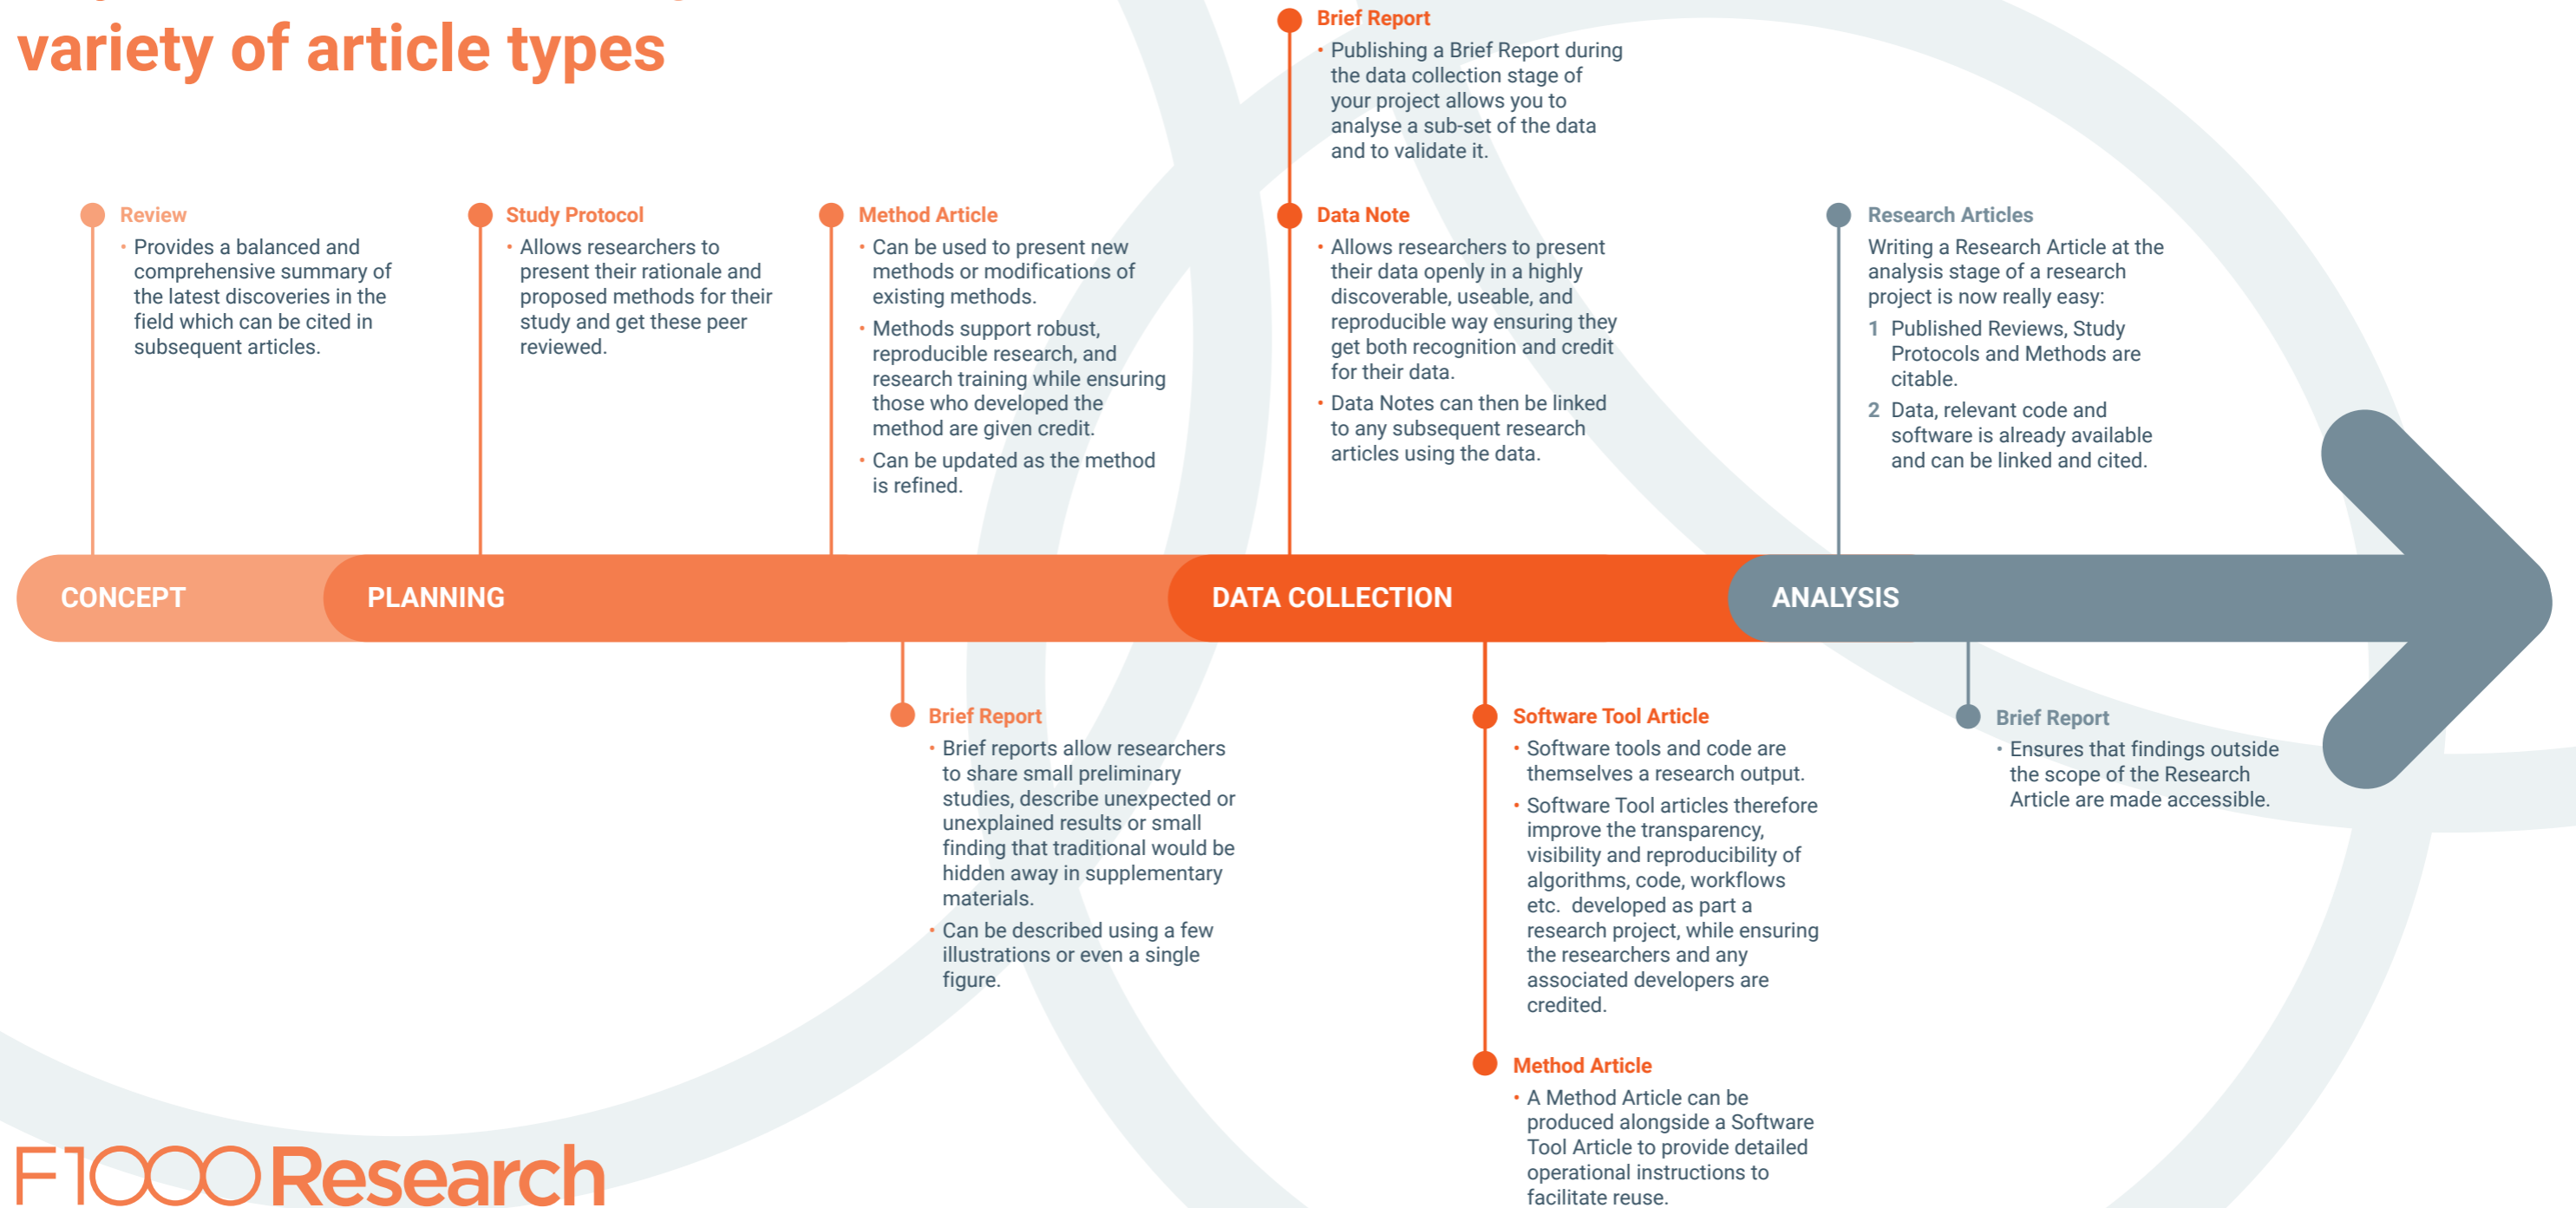 variety of article types
Brief Report
• Publishing a Brief Report during
the data collection stage of
your project allows you to
analyse a sub-set of the data
and to validate it.
Review
• Provides a balanced and
comprehensive summary of
the latest discoveries in the
field which can be cited in
subsequent articles.
Study Protocol
• Allows researchers to
present their rationale and
proposed methods for their
study and get these peer
reviewed.
Method Article
• Can be used to present new
methods or modifications of
existing methods.
• Methods support robust,
reproducible research, and
research training while ensuring
those who developed the
method are given credit.
• Can be updated as the method
is refined.
Data Note
• Allows researchers to present
their data openly in a highly
discoverable, useable, and
reproducible way ensuring they
get both recognition and credit
for their data.
• Data Notes can then be linked
to any subsequent research
articles using the data.
Research Articles
Writing a Research Article at the
analysis stage of a research
project is now really easy:
1 Published Reviews, Study
Protocols and Methods are
citable.
2 Data, relevant code and
software is already available
and can be linked and cited.
CONCEPT
PLANNING
DATA COLLECTION
ANALYSIS
Brief Report
• Brief reports allow researchers
to share small preliminary
studies, describe unexpected or
unexplained results or small
finding that traditional would be
hidden away in supplementary
materials.
• Can be described using a few
illustrations or even a single
figure.
Software Tool Article
• Software tools and code are
themselves a research output.
• Software Tool articles therefore
improve the transparency,
visibility and reproducibility of
algorithms, code, workflows
etc.  developed as part a
research project, while ensuring
the researchers and any
associated developers are
credited.
Method Article
• A Method Article can be
produced alongside a Software
Tool Article to provide detailed
operational instructions to
facilitate reuse.
Brief Report
• Ensures that findings outside
the scope of the Research
Article are made accessible.
F1000Research